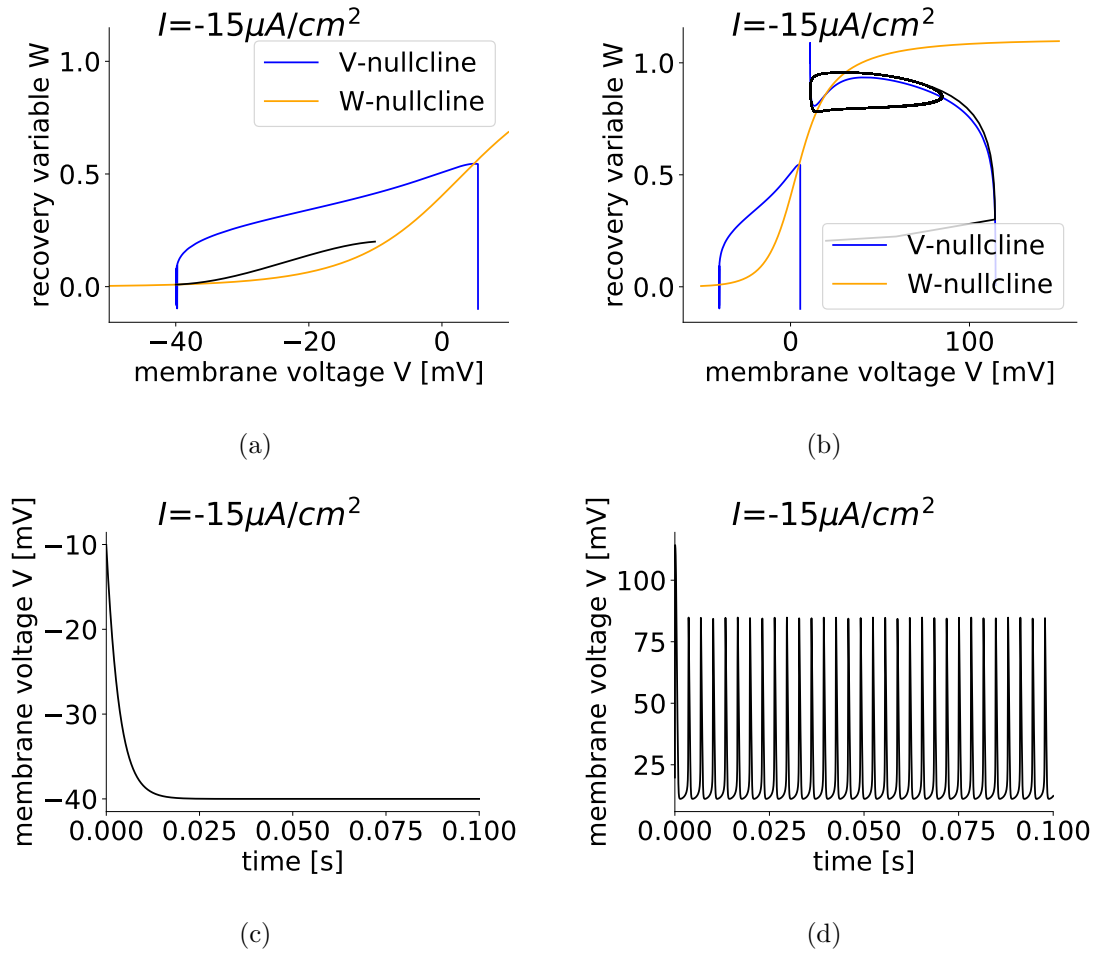 I=-15μA/cm²
recovery variable W
1.0
0.5
0.0
V-nullcline
W-nullcline
−40
−20
0
membrane voltage V [mV]
(a)
I=-15μA/cm²
recovery variable W
1.0
0.5
0.0
V-nullcline
W-nullcline
0
100
membrane voltage V [mV]
(b)
I=-15μA/cm²
membrane voltage V [mV]
−10
−20
−30
−40
0.000
0.025
0.050
0.075
0.100
time [s]
(c)
I=-15μA/cm²
membrane voltage V [mV]
100
75
50
25
0.000
0.025
0.050
0.075
0.100
time [s]
(d)